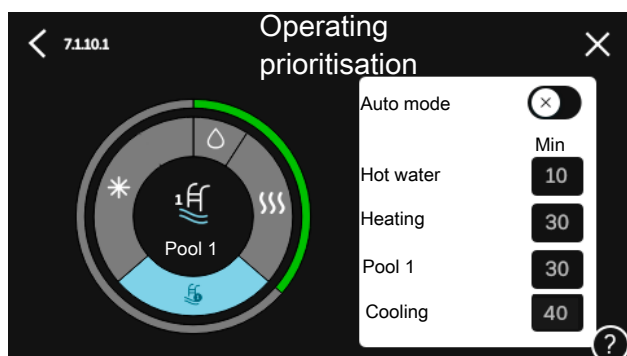 7.1.10.1
Operating
prioritisation
Auto mode
Min
Hot water
10
Heating
30
Pool 1
30
Cooling
40
1
Pool 1
1
?